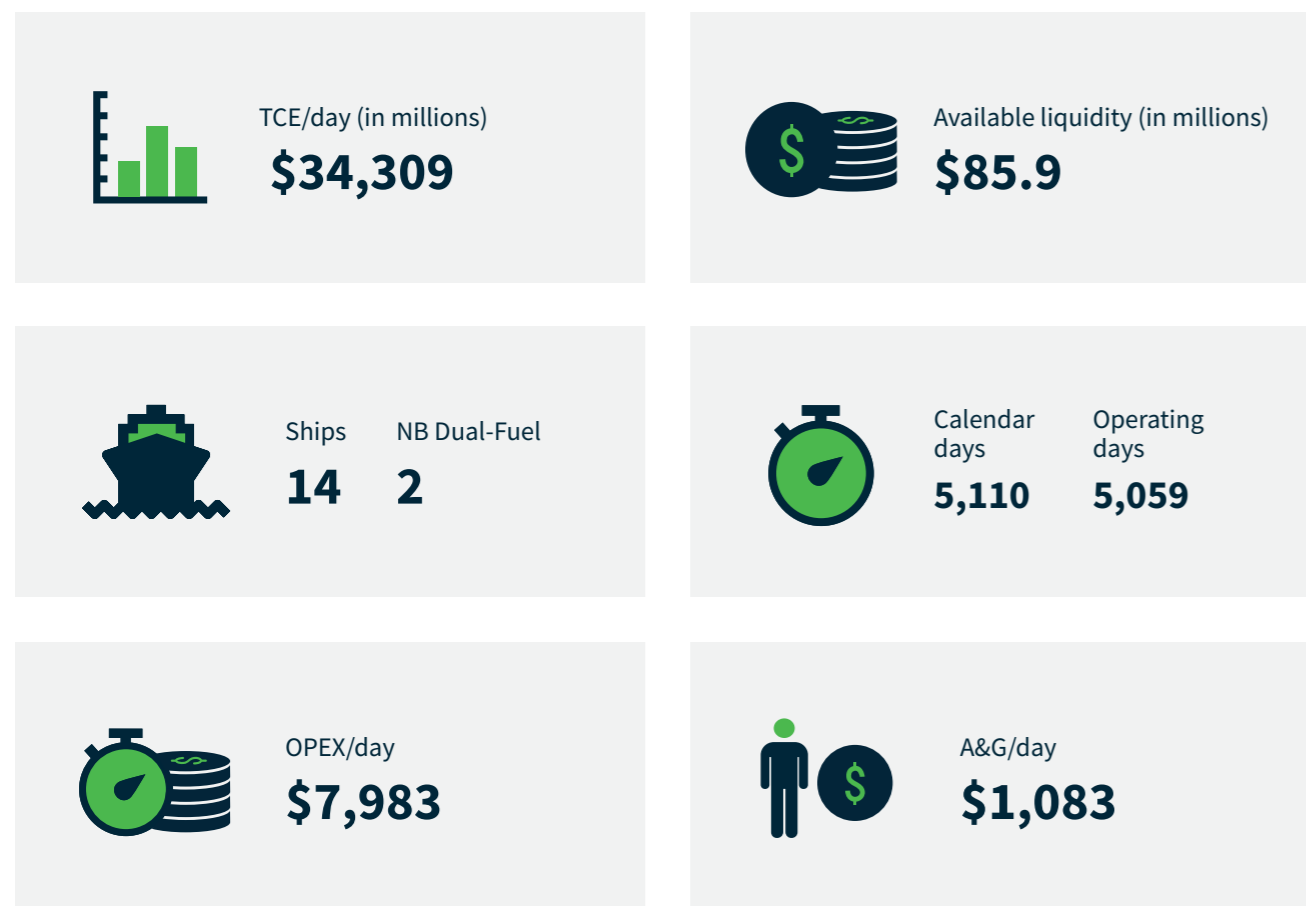 TCE/day (in millions)
$34,309
Available liquidity (in millions)
$85.9
Ships
14
NB Dual-Fuel
2
Calendar
days
5,110
Operating
days
5,059
OPEX/day
$7,983
A&G/day
$1,083